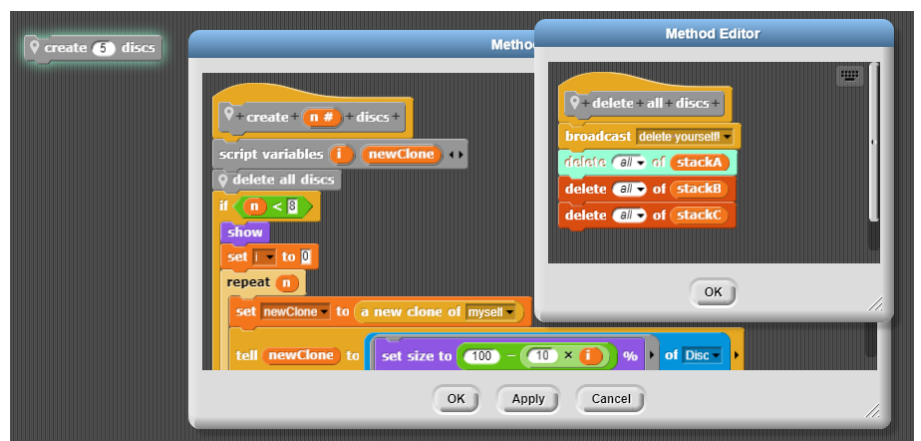 create 5 discs
Metho
+ create + n # + discs +
script variables i newClone
delete all discs
if n < 8
show
set i to 0
repeat n
set newClone to a new clone of myself
tell newClone to set size to 100 - 10 × i % of Disc
OK Apply Cancel
Method Editor
+ delete + all + discs +
broadcast delete yourself!
delete all of stackA
delete all of stackB
delete all of stackC
OK